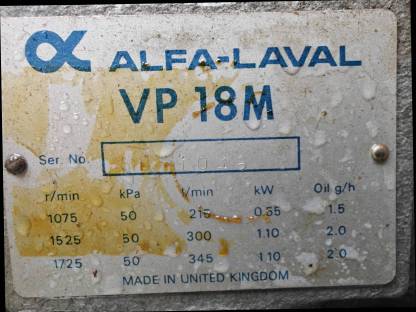 ALFA-LAVAL
VP 18M
Ser. No.
r/min kPa l/min kW Oil g/h
1075 50 215 0.55 1.5
1525 50 300 1.10 2.0
1725 50 345 1.10 2.0
MADE IN UNITED KINGDOM